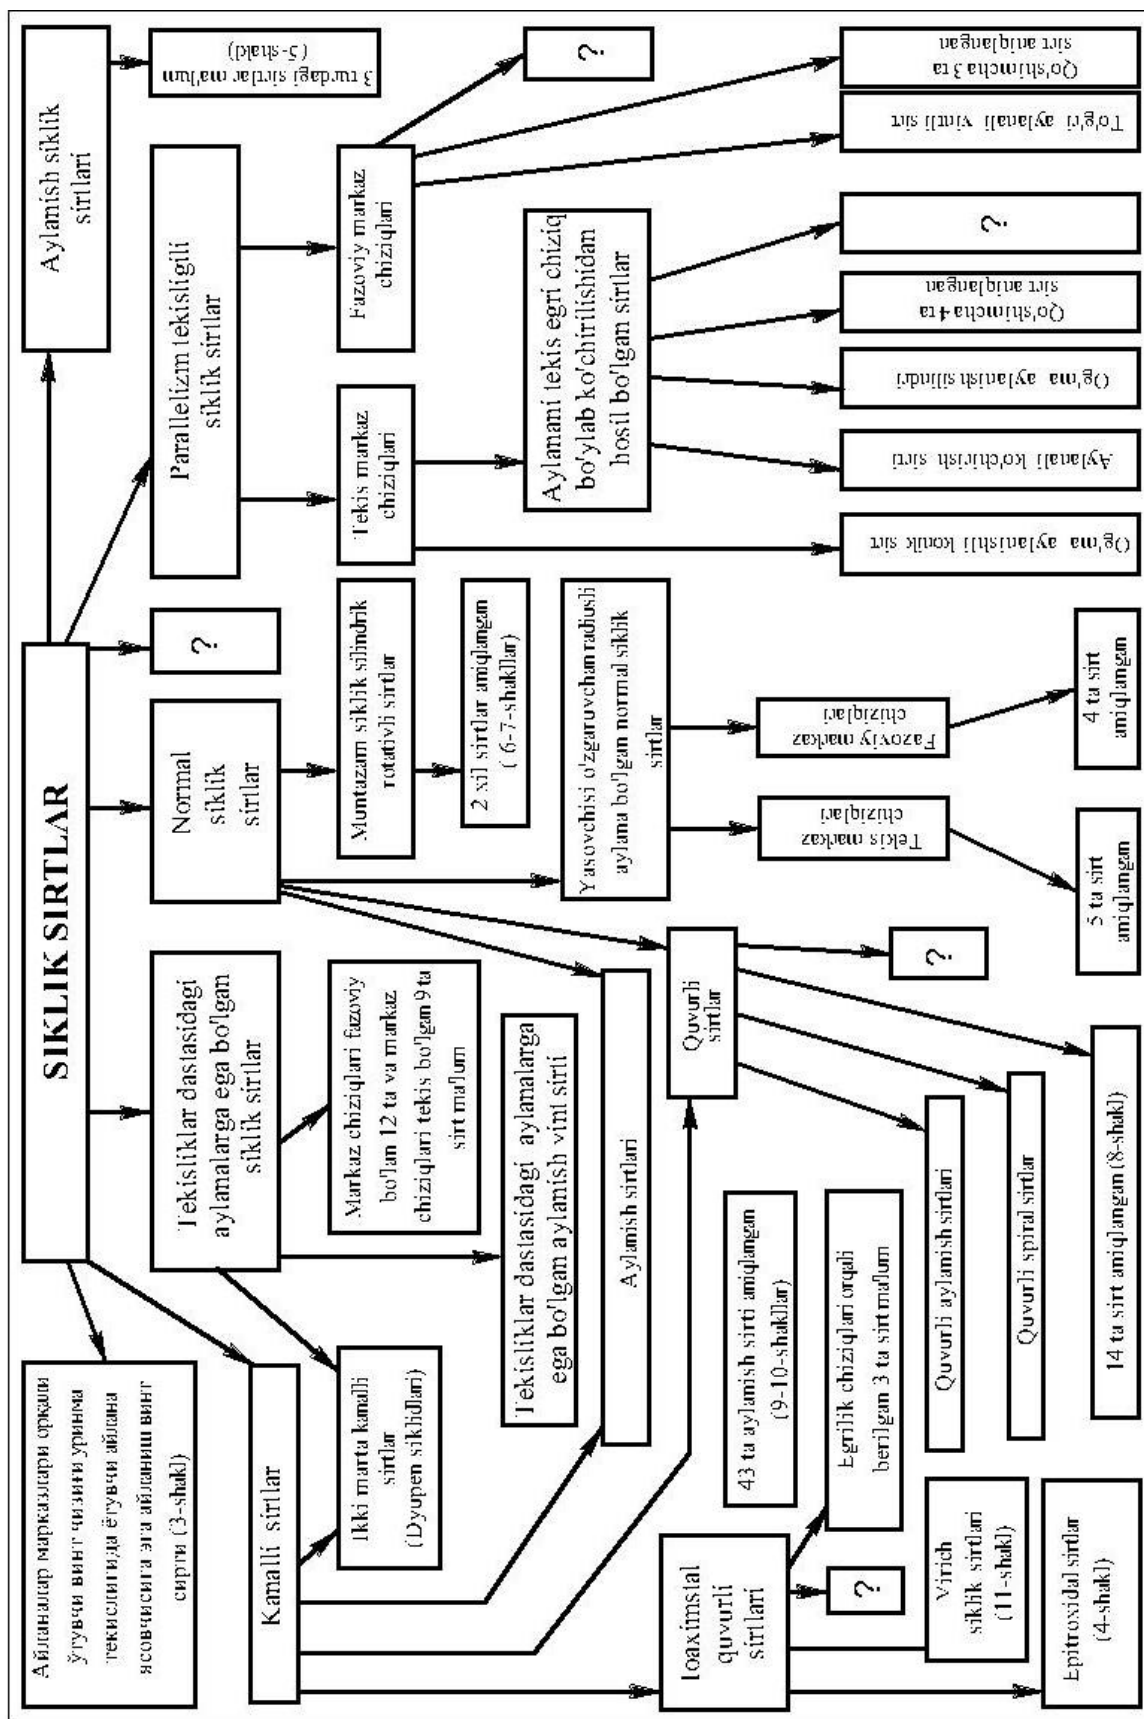 SIKLIK SIRTLAR
Айланалар марказлари орқали
ўтувчи винт чизиғи уринма
текислигида ётувчи айлана
ясовчисига эга айланиш винт
сирти (3-shakl)
Kanalli sirtlar
Tekisliklar dastasidagi
aylanalarga ega bo'lgan
siklik sirtlar
Normal
siklik
sirtlar
?
Parallelizm tekisligili
siklik sirtlar
Aylanish siklik
sirtlari
3 turdagi sirtlar ma'lum
(5-shakl)
Ikki marta kanalli
sirtlar
(Dyupen siklidlari)
Markaz chiziqlari fazoviy
bo'lan 12 ta va markaz
chiziqlari tekis bo'lgan 9 ta
sirt ma'lum
Muntazam siklik silindrik
rotativli sirtlar
Tekis markaz
chiziqlari
Fazoviy markaz
chiziqlari
?
2 xil sirtlar aniqlangan
( 6-7-shakllar)
Tekisliklar dastasidagi aylanalarga
ega bo'lgan aylanish vint sirti
Aylanani tekis egri chiziq
bo'ylab ko'chirilishidan
hosil bo'lgan sirtlar
Yasovchisi o'zgaruvchan radiusli
aylana bo'lgan normal siklik
sirtlar
Aylanish sirtlari
Quvurli
sirtlar
Ioaximstal
quvurli
sirtlari
43 ta aylanish sirti aniqlangan
(9-10-shakllar)
Tekis markaz
chiziqlari
Fazoviy markaz
chiziqlari
Egrilik chiziqlari orqali
berilgan 3 ta sirt ma'lum
?
?
Og'ma aylanishli konik sirt
Aylanali ko'chirish sirti
Og'ma aylanish silindri
Qo'shimcha 4 ta
sirt aniqlangan
?
To'g'ri aylanali vintli sirt
Qo'shimcha 3 ta
sirt aniqlangan
Virich
siklik sirtlari
(11-shakl)
Quvurli aylanish sirtlari
Quvurli spiral sirtlar
Epitroxidal sirtlar
(4-shakl)
14 ta sirt aniqlangan (8-shakl)
5 ta sirt
aniqlangan
4 ta sirt
aniqlangan